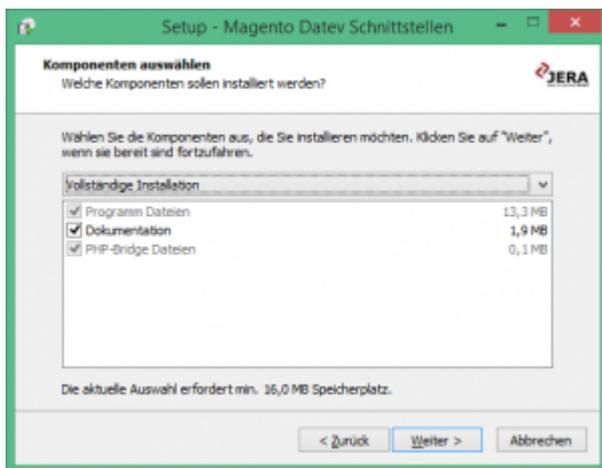 Setup - Magento Datev Schnittstellen
Komponenten auswählen
Welche Komponenten sollen installiert werden?
JERA
Wählen Sie die Komponenten aus, die Sie installieren möchten. Klicken Sie auf "Weiter",
wenn sie bereit sind fortzufahren.
Vollständige Installation
Programm Dateien 13,3 MB
Dokumentation 1,9 MB
PHP-Bridge Dateien 0,1 MB
Die aktuelle Auswahl erfordert min. 16,0 MB Speicherplatz.
< Zurück Weiter > Abbrechen